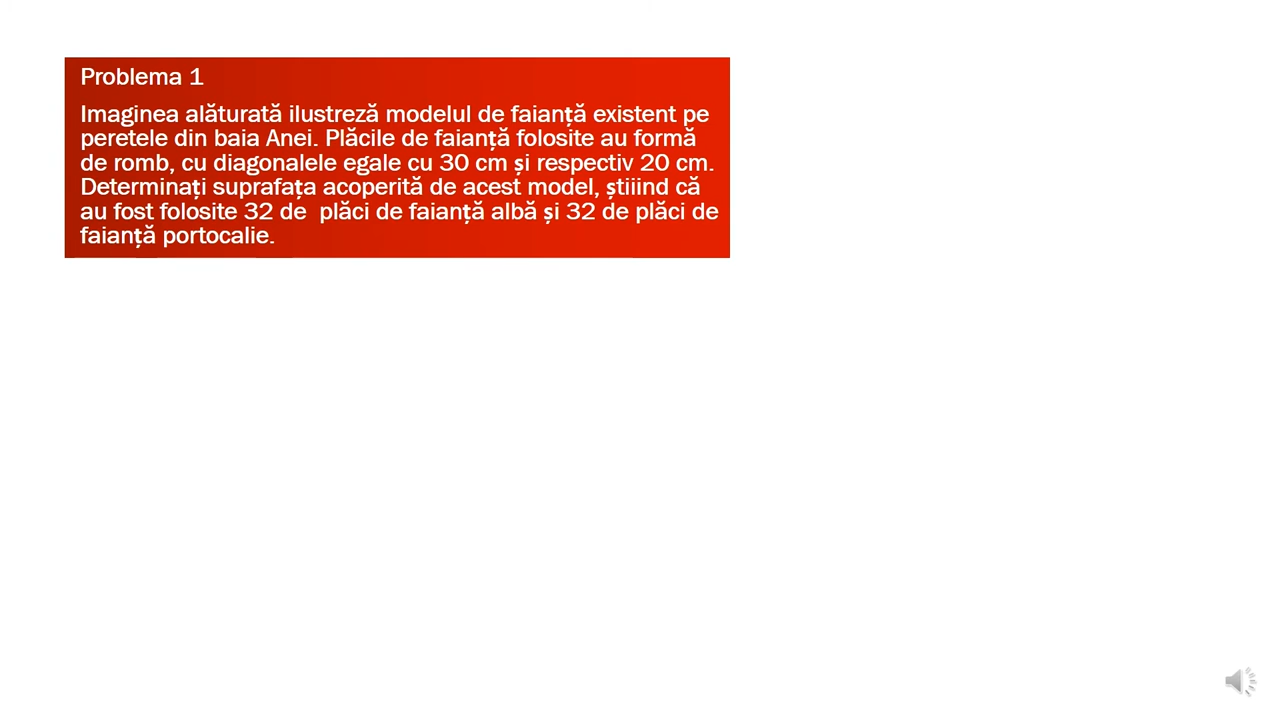 Problema 1
Imaginea alăturată ilustreză modelul de faianță existent pe
peretele din baia Anei. Plăcile de faianță folosite au formă
de romb, cu diagonalele egale cu 30 cm și respectiv 20 cm.
Determinați suprafața acoperită de acest model, știiind că
au fost folosite 32 de  plăci de faianță albă și 32 de plăci de
faianță portocalie.